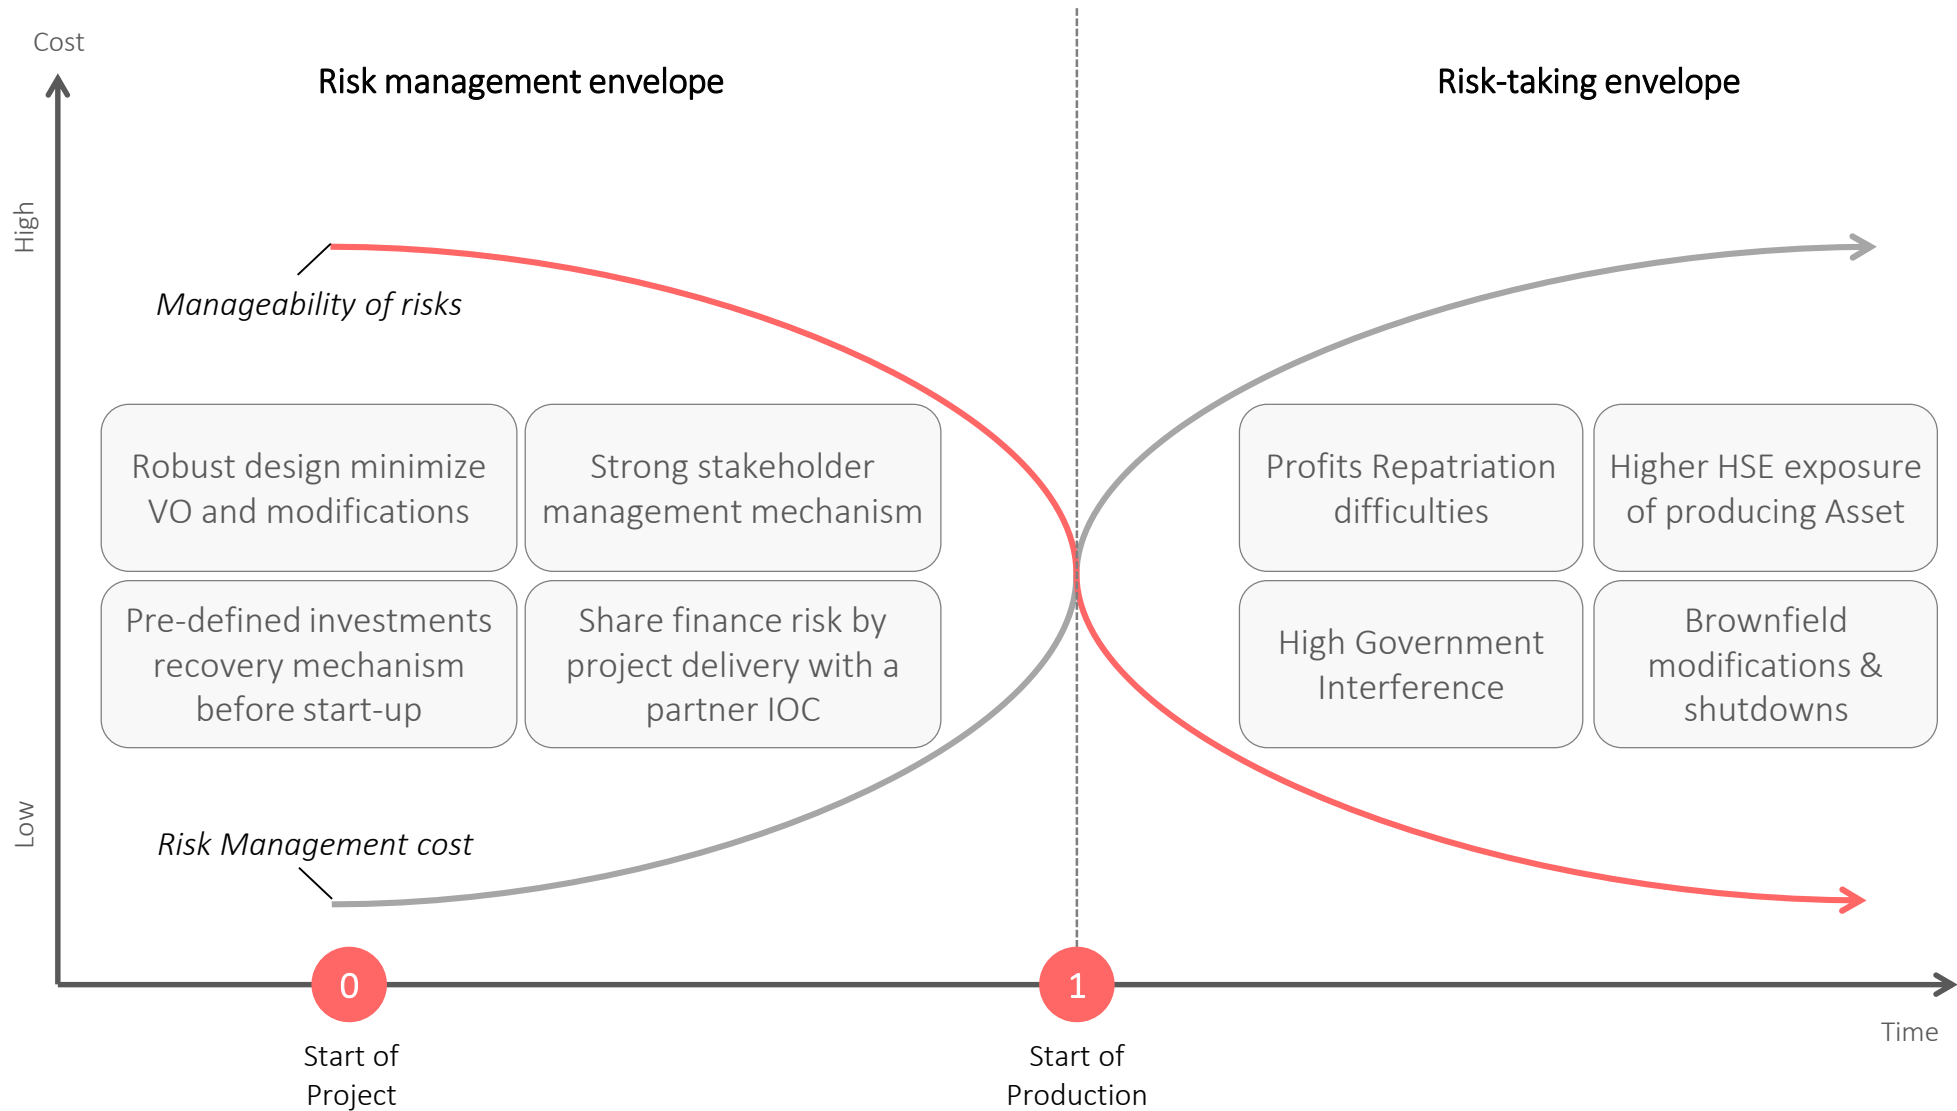 Cost
Risk management envelope
Risk-taking envelope
High
Manageability of risks
Robust design minimize
VO and modifications
Strong stakeholder
management mechanism
Profits Repatriation
difficulties
Higher HSE exposure
of producing Asset
Pre-defined investments
recovery mechanism
before start-up
Share finance risk by
project delivery with a
partner IOC
High Government
Interference
Brownfield
modifications &
shutdowns
Low
Risk Management cost
0
1
Time
Start of
Project
Start of
Production